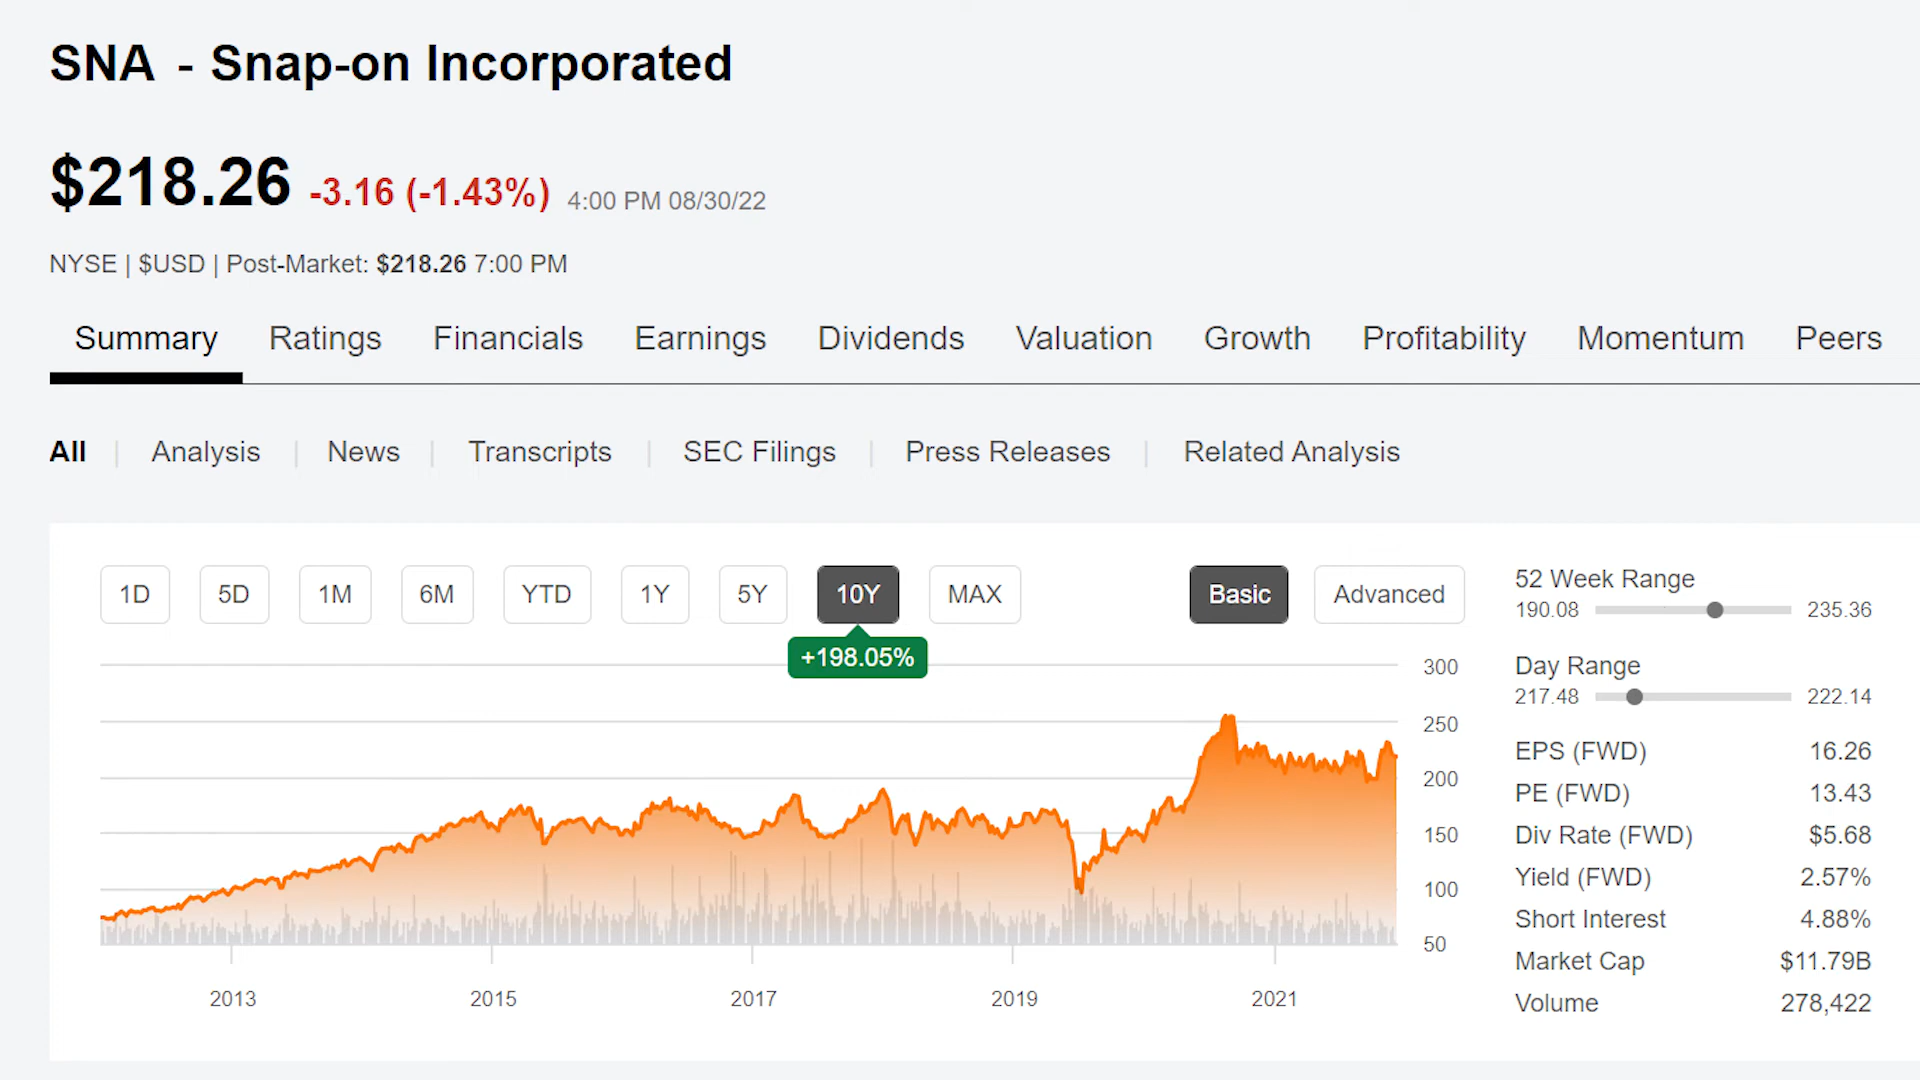 SNA - Snap-on Incorporated
$218.26 -3.16 (-1.43%) 4:00 PM 08/30/22
NYSE | $USD | Post-Market: $218.26 7:00 PM
Summary Ratings Financials Earnings Dividends Valuation Growth Profitability Momentum Peers
All | Analysis | News | Transcripts | SEC Filings | Press Releases | Related Analysis
1D 5D 1M 6M YTD 1Y 5Y 10Y MAX Basic Advanced
+198.05%
300
250
200
150
100
50
2013 2015 2017 2019 2021
52 Week Range
190.08 235.36
Day Range
217.48 222.14
EPS (FWD) 16.26
PE (FWD) 13.43
Div Rate (FWD) $5.68
Yield (FWD) 2.57%
Short Interest 4.88%
Market Cap $11.79B
Volume 278,422